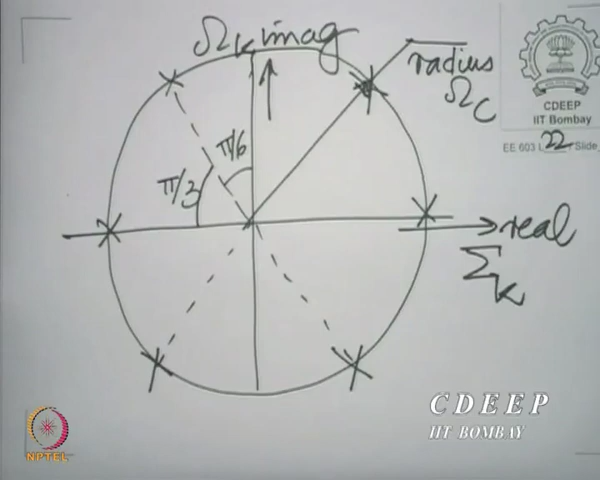 Ωk imag
radius
Ωc
CDEEP
IIT Bombay
EE 603 L 22 / Slide
π/6
π/3
real
Σk
CDEEP
IIT BOMBAY
NPTEL